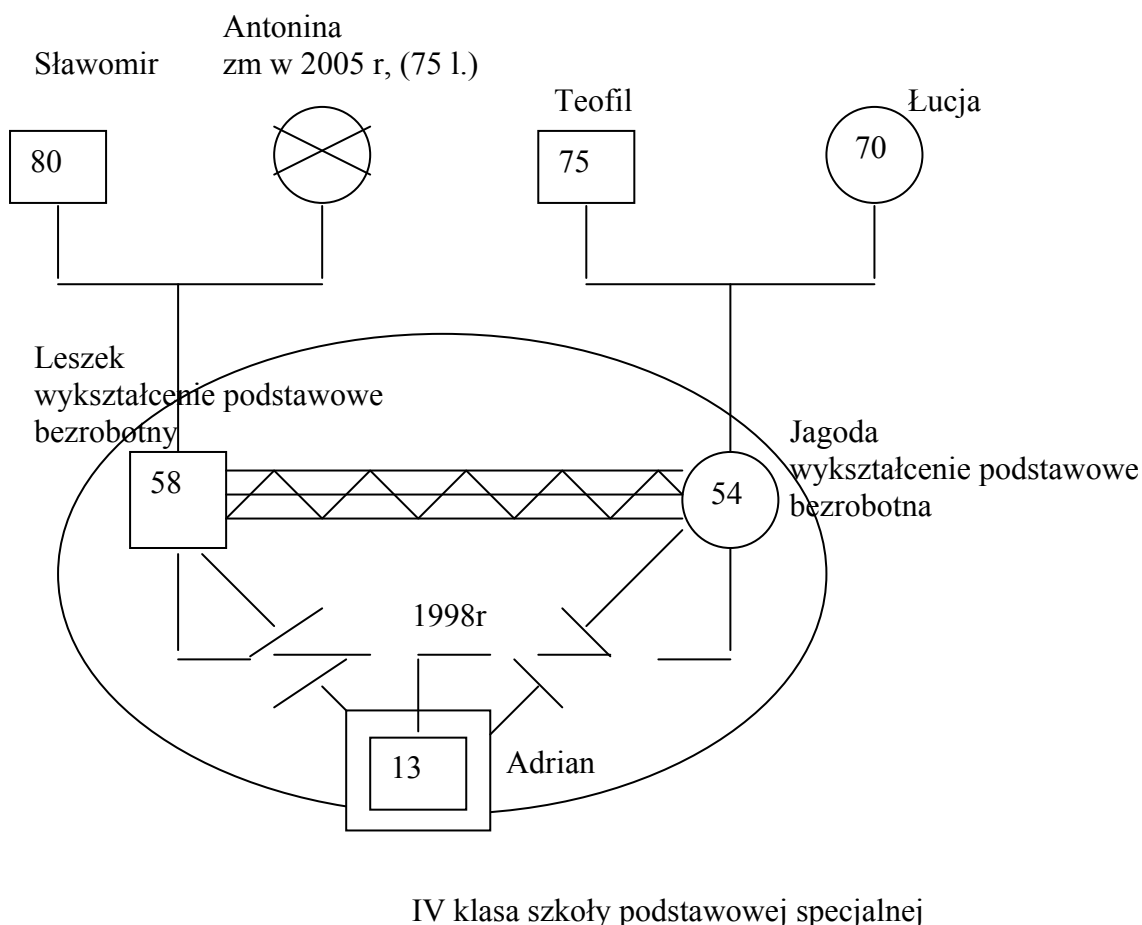 Antonina
Sławomir zm w 2005 r, (75 l.)
Teofil Łucja
80 75 70
Leszek
wykształcenie podstawowe
bezrobotny
Jagoda
wykształcenie podstawowe
bezrobotna
58 54
1998r
13 Adrian
IV klasa szkoły podstawowej specjalnej